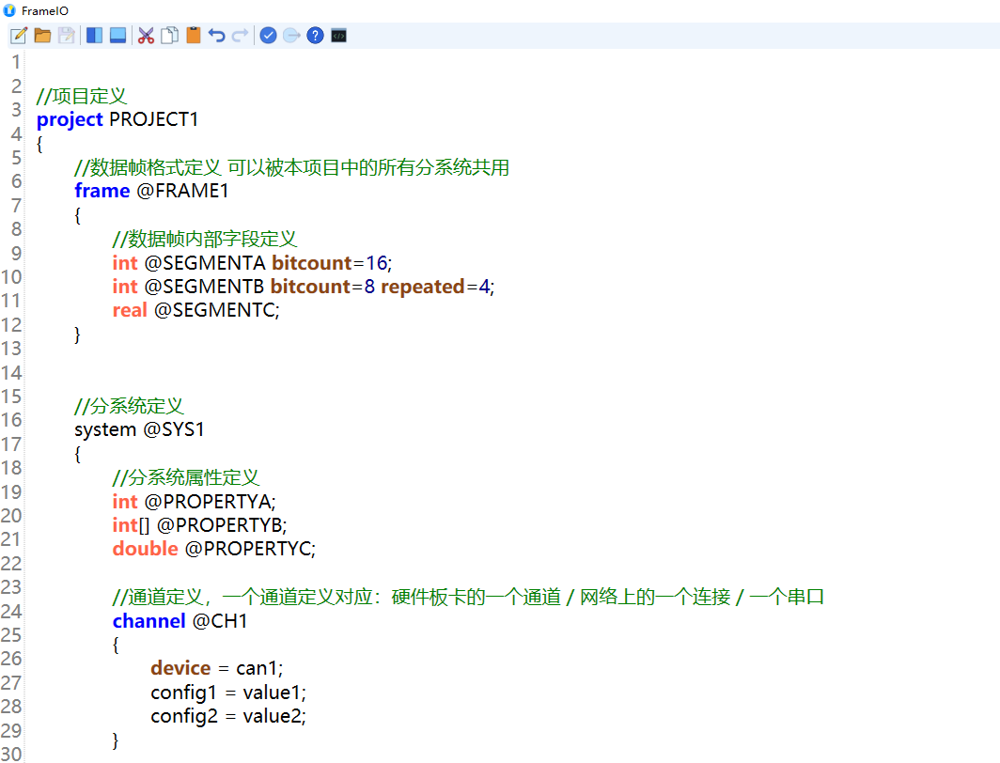 FrameIO
1
2 //项目定义
3 project PROJECT1
4 {
5 //数据帧格式定义 可以被本项目中的所有分系统共用
6 frame @FRAME1
7 {
8 //数据帧内部字段定义
9 int @SEGMENTA bitcount=16;
10 int @SEGMENTB bitcount=8 repeated=4;
11 real @SEGMENTC;
12 }
13
14
15 //分系统定义
16 system @SYS1
17 {
18 //分系统属性定义
19 int @PROPERTYA;
20 int[] @PROPERTYB;
21 double @PROPERTYC;
22
23 //通道定义，一个通道定义对应：硬件板卡的一个通道 / 网络上的一个连接 / 一个串口
24 channel @CH1
25 {
26 device = can1;
27 config1 = value1;
28 config2 = value2;
29 }
30